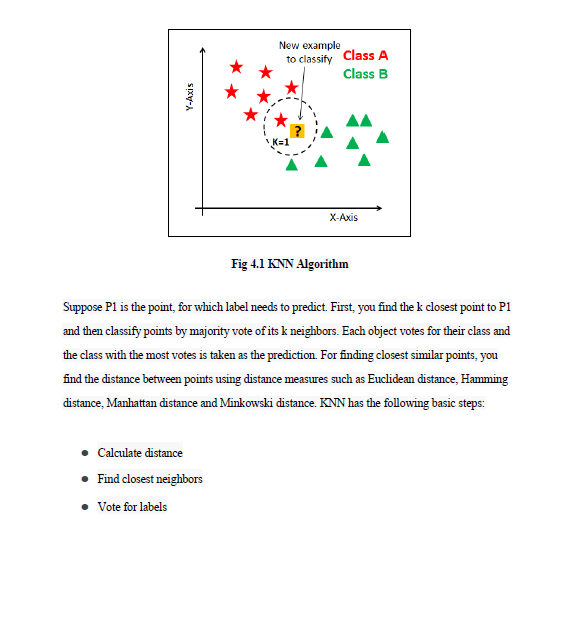 New example
to classify
Class A
Class B
Y-Axis
?
K=1
X-Axis
Fig 4.1 KNN Algorithm
Suppose P1 is the point, for which label needs to predict. First, you find the k closest point to P1
and then classify points by majority vote of its k neighbors. Each object votes for their class and
the class with the most votes is taken as the prediction. For finding closest similar points, you
find the distance between points using distance measures such as Euclidean distance, Hamming
distance, Manhattan distance and Minkowski distance. KNN has the following basic steps:
● Calculate distance
● Find closest neighbors
● Vote for labels